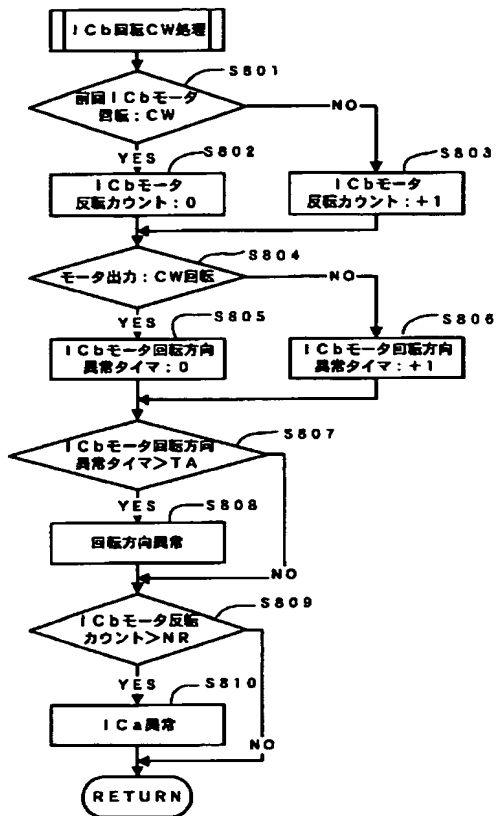 ICb回転CW処理
S801
前回ICbモータ
回転：CW
NO
YES
S802
S803
ICbモータ
反転カウント：0
ICbモータ
反転カウント：+1
S804
モータ出力：CW回転
NO
YES
S805
S806
ICbモータ回転方向
異常タイマ：0
ICbモータ回転方向
異常タイマ：+1
S807
ICbモータ回転方向
異常タイマ>TA
YES
S808
回転方向異常
NO
S809
ICbモータ反転
カウント>NR
YES
S810
ICa異常
NO
RETURN